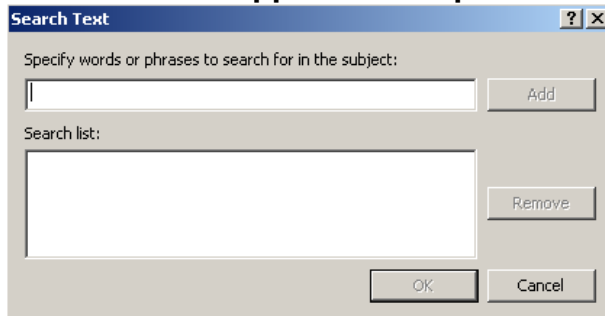 Search Text
Specify words or phrases to search for in the subject:
Add
Search list:
Remove
OK
Cancel